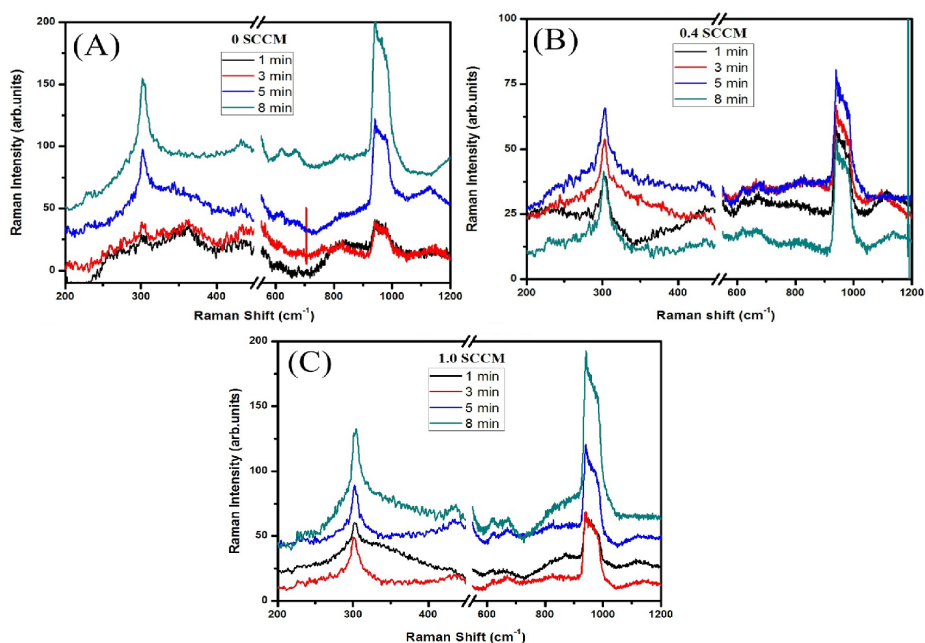 (A)
0 SCCM
1 min
3 min
5 min
8 min
200
150
100
50
0
Raman Intensity (arb.units)
200 300 400 600 800 1000 1200
Raman Shift (cm⁻¹)
(B)
0.4 SCCM
1 min
3 min
5 min
8 min
100
75
50
25
0
Raman Intensity (arb.units)
200 300 400 600 800 1000 1200
Raman Shift (cm⁻¹)
(C)
1.0 SCCM
1 min
3 min
5 min
8 min
200
150
100
50
0
Raman Intensity (arb.units)
200 300 400 600 800 1000 1200
Raman Shift (cm⁻¹)